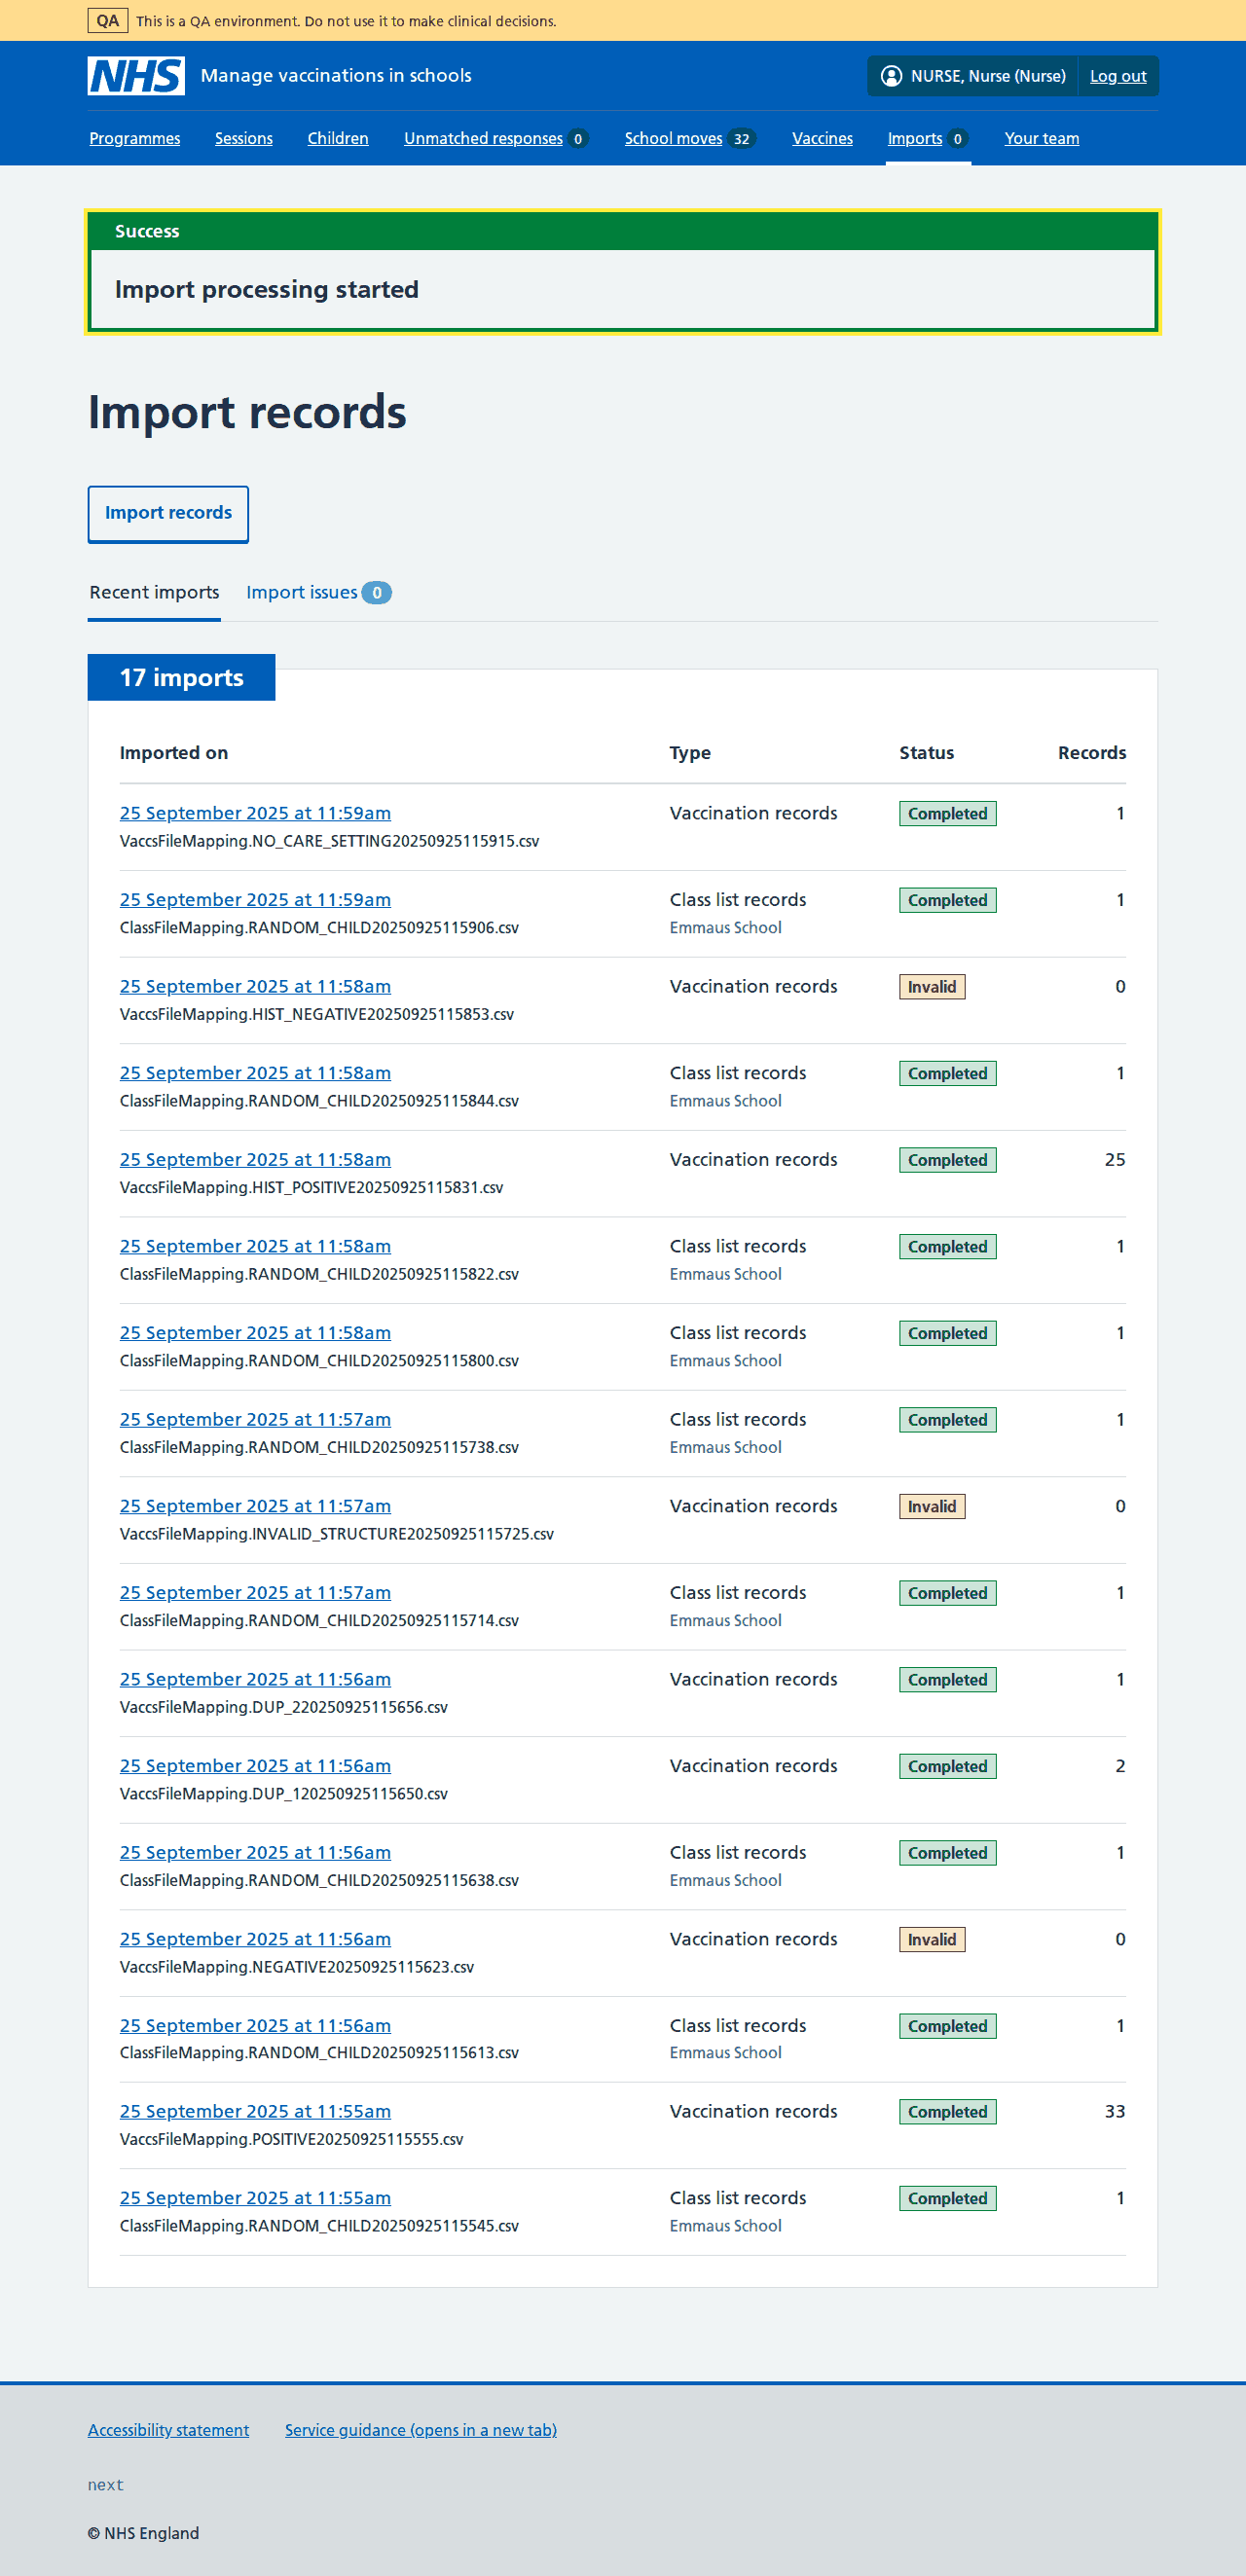 QA This is a QA environment. Do not use it to make clinical decisions.
NHS Manage vaccinations in schools NURSE, Nurse (Nurse) Log out
Programmes Sessions Children Unmatched responses 0 School moves 32 Vaccines Imports 0 Your team
Success
Import processing started
Import records
Import records
Recent imports Import issues 0
17 imports
Imported on Type Status Records
25 September 2025 at 11:59am Vaccination records Completed 1
VaccsFileMapping.NO_CARE_SETTING20250925115915.csv
25 September 2025 at 11:59am Class list records Completed 1
ClassFileMapping.RANDOM_CHILD20250925115906.csv Emmaus School
25 September 2025 at 11:58am Vaccination records Invalid 0
VaccsFileMapping.HIST_NEGATIVE20250925115853.csv
25 September 2025 at 11:58am Class list records Completed 1
ClassFileMapping.RANDOM_CHILD20250925115844.csv Emmaus School
25 September 2025 at 11:58am Vaccination records Completed 25
VaccsFileMapping.HIST_POSITIVE20250925115831.csv
25 September 2025 at 11:58am Class list records Completed 1
ClassFileMapping.RANDOM_CHILD20250925115822.csv Emmaus School
25 September 2025 at 11:58am Class list records Completed 1
ClassFileMapping.RANDOM_CHILD20250925115800.csv Emmaus School
25 September 2025 at 11:57am Class list records Completed 1
ClassFileMapping.RANDOM_CHILD20250925115738.csv Emmaus School
25 September 2025 at 11:57am Vaccination records Invalid 0
VaccsFileMapping.INVALID_STRUCTURE20250925115725.csv
25 September 2025 at 11:57am Class list records Completed 1
ClassFileMapping.RANDOM_CHILD20250925115714.csv Emmaus School
25 September 2025 at 11:56am Vaccination records Completed 1
VaccsFileMapping.DUP_220250925115656.csv
25 September 2025 at 11:56am Vaccination records Completed 2
VaccsFileMapping.DUP_120250925115650.csv
25 September 2025 at 11:56am Class list records Completed 1
ClassFileMapping.RANDOM_CHILD20250925115638.csv Emmaus School
25 September 2025 at 11:56am Vaccination records Invalid 0
VaccsFileMapping.NEGATIVE20250925115623.csv
25 September 2025 at 11:56am Class list records Completed 1
ClassFileMapping.RANDOM_CHILD20250925115613.csv Emmaus School
25 September 2025 at 11:55am Vaccination records Completed 33
VaccsFileMapping.POSITIVE20250925115555.csv
25 September 2025 at 11:55am Class list records Completed 1
ClassFileMapping.RANDOM_CHILD20250925115545.csv Emmaus School
Accessibility statement Service guidance (opens in a new tab)
next
© NHS England